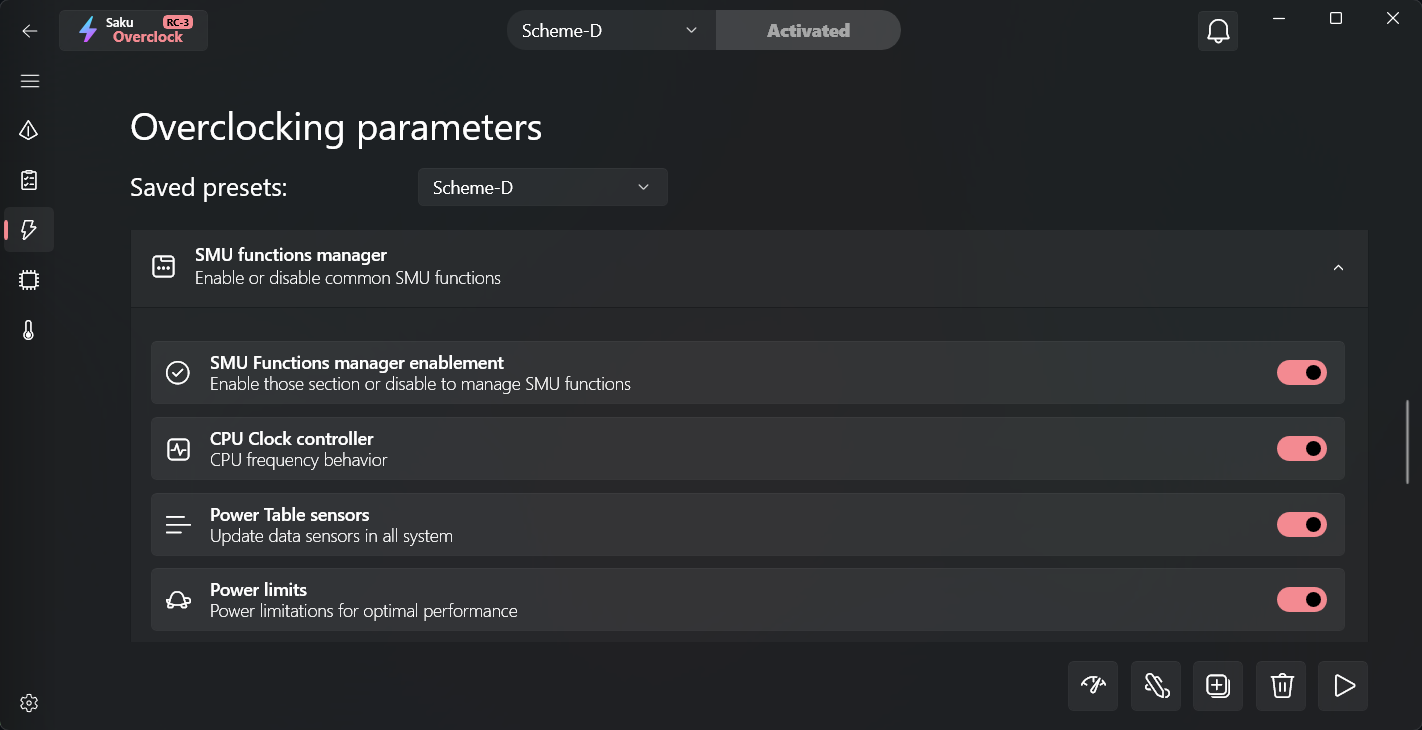 Saku RC-3
Overclock
Scheme-D
Activated
Overclocking parameters
Saved presets:
Scheme-D
SMU functions manager
Enable or disable common SMU functions
SMU Functions manager enablement
Enable those section or disable to manage SMU functions
CPU Clock controller
CPU frequency behavior
Power Table sensors
Update data sensors in all system
Power limits
Power limitations for optimal performance